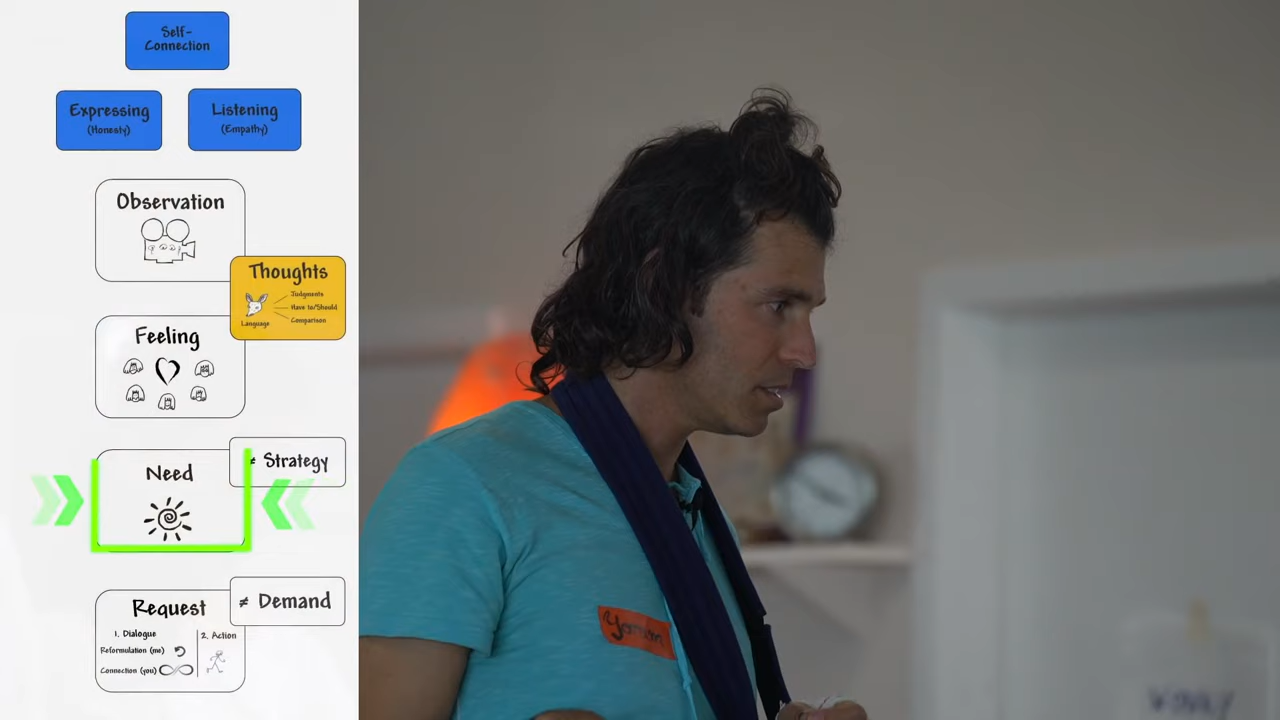 Self-
Connection
Expressing
(Honesty)
Listening
(Empathy)
Observation
Thoughts
Judgments
Have to/Should
Comparison
Language
Feeling
≠ Strategy
Need
≠ Demand
Request
1. Dialogue
2. Action
Reformulation (me)
Connection (you)